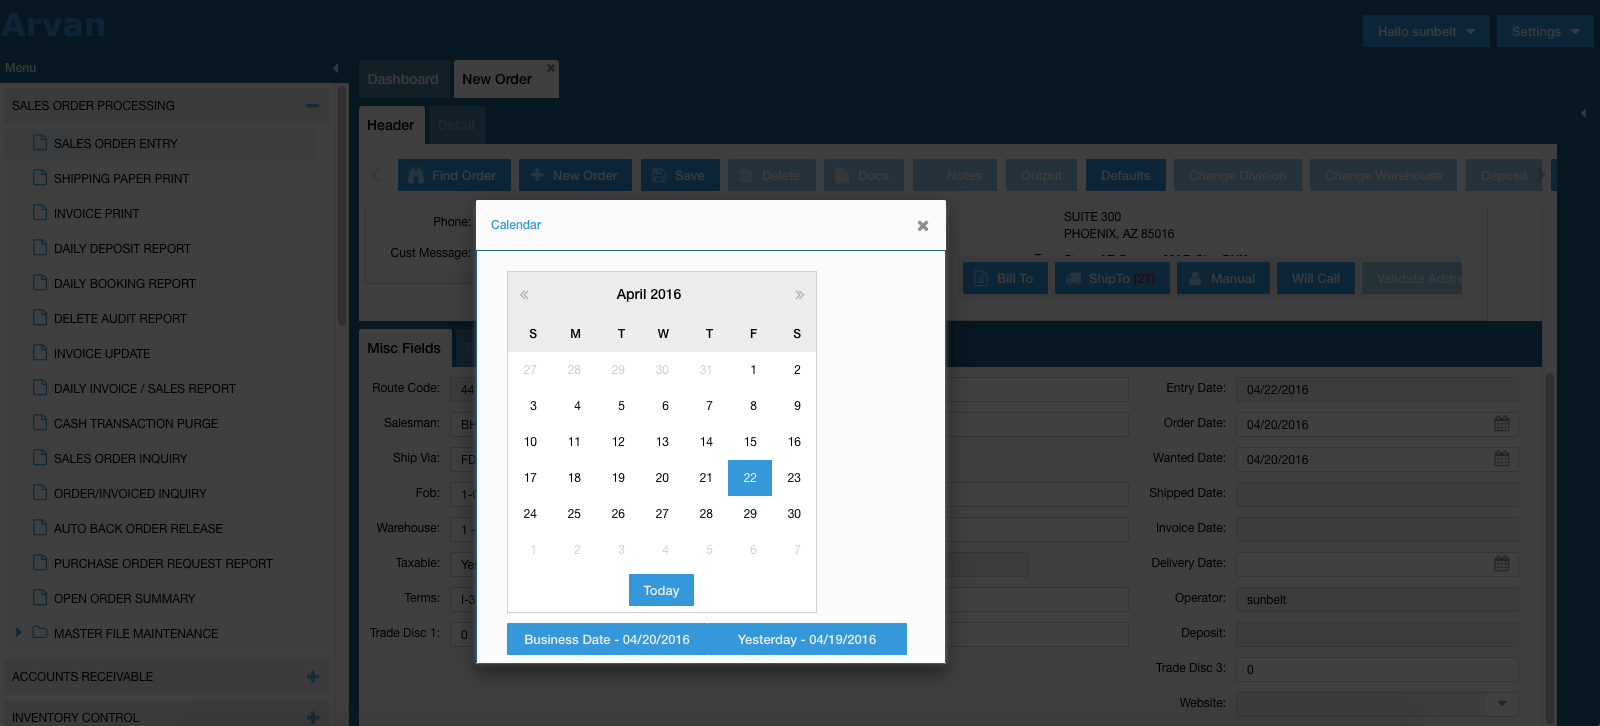 Arvan
Hello sunbelt
Settings
Menu
Dashboard
New Order
SALES ORDER PROCESSING
Header
Detail
SALES ORDER ENTRY
Find Order
New Order
Save
Delete
Docs
Notes
Output
Defaults
Change Division
Change Warehouse
Deposit
SHIPPING PAPER PRINT
INVOICE PRINT
DAILY DEPOSIT REPORT
DAILY BOOKING REPORT
DELETE AUDIT REPORT
INVOICE UPDATE
DAILY INVOICE / SALES REPORT
CASH TRANSACTION PURGE
SALES ORDER INQUIRY
ORDER/INVOICED INQUIRY
AUTO BACK ORDER RELEASE
PURCHASE ORDER REQUEST REPORT
OPEN ORDER SUMMARY
MASTER FILE MAINTENANCE
ACCOUNTS RECEIVABLE
INVENTORY CONTROL
Phone:
Cust Message:
SUITE 300
PHOENIX, AZ 85016
Bill To
ShipTo (27)
Manual
Will Call
Validate
Calendar
April 2016
S M T W T F S
27 28 29 30 31 1 2
3 4 5 6 7 8 9
10 11 12 13 14 15 16
17 18 19 20 21 22 23
24 25 26 27 28 29 30
1 2 3 4 5 6 7
Today
Business Date - 04/20/2016
Yesterday - 04/19/2016
Misc Fields
Route Code: 44
Salesman: BH
Ship Via: FD
Fob: 1-
Warehouse: 1 -
Taxable: Yes
Terms: I-3
Trade Disc 1: 0
Entry Date: 04/22/2016
Order Date: 04/20/2016
Wanted Date: 04/20/2016
Shipped Date:
Invoice Date:
Delivery Date:
Operator: sunbelt
Deposit:
Trade Disc 3: 0
Website: